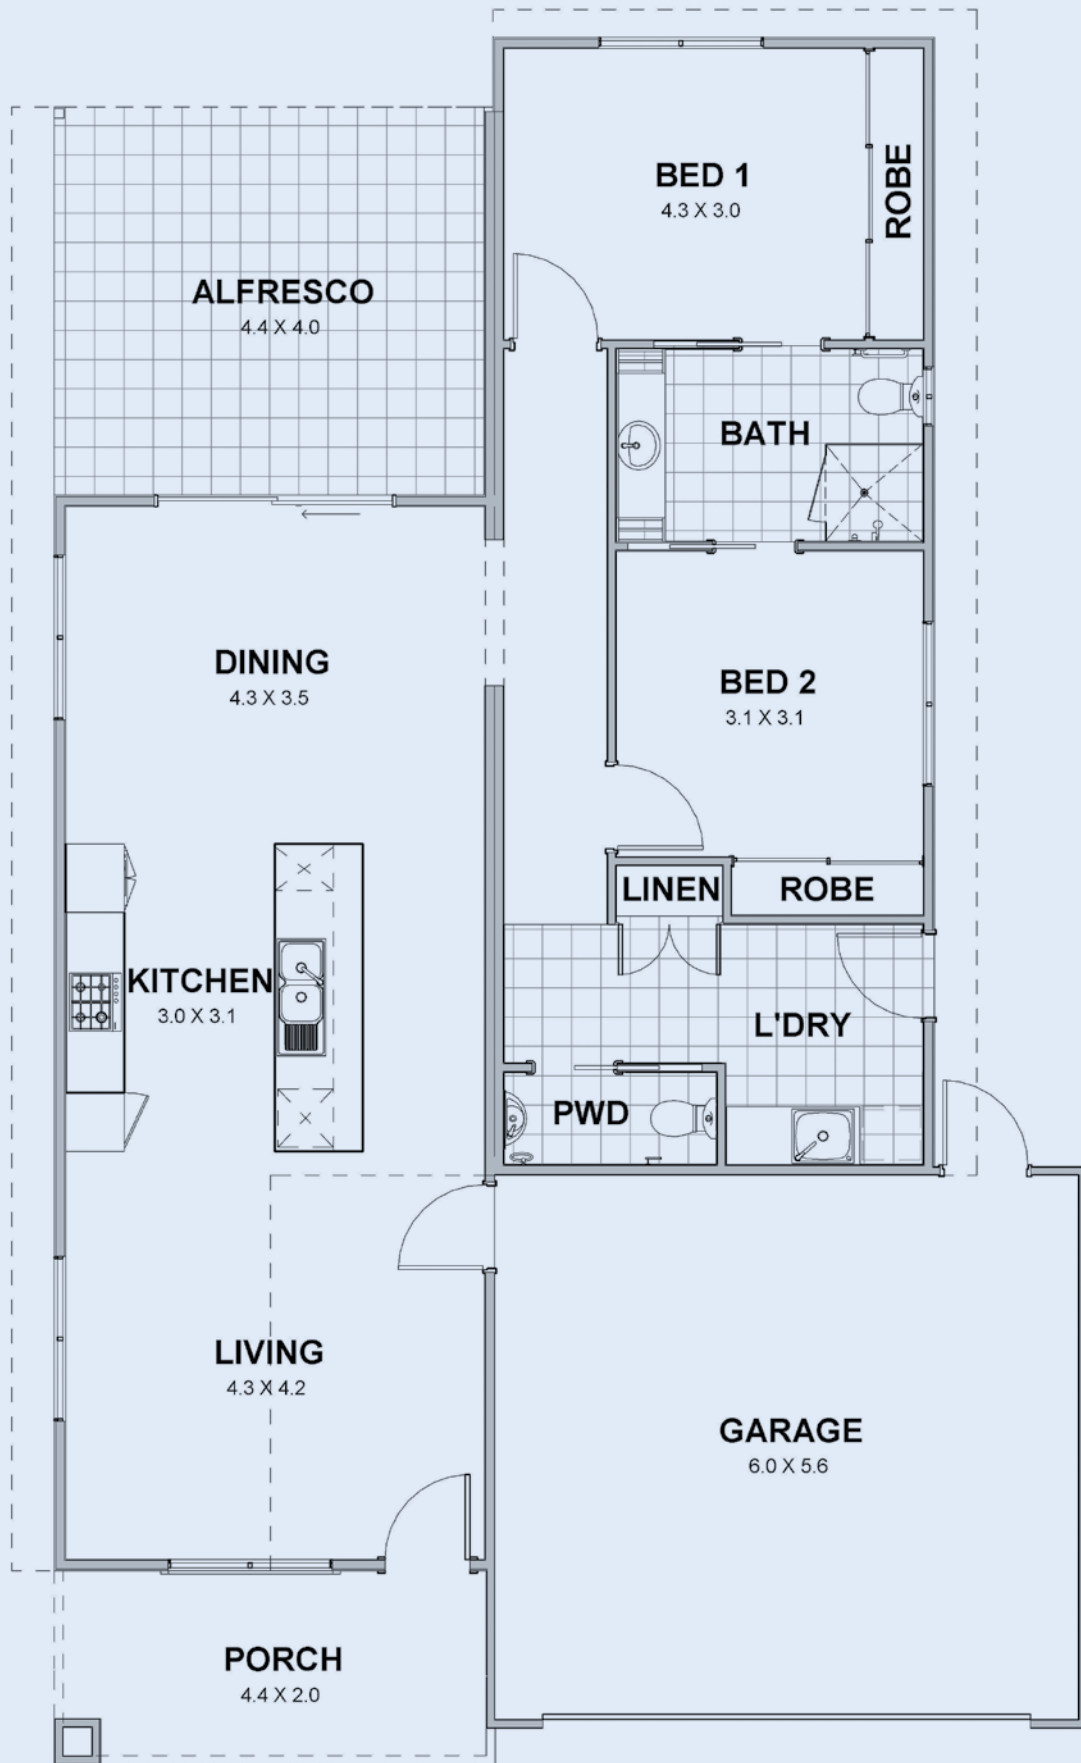 BED 1
4.3 X 3.0
ROBE
ALFRESCO
4.4 X 4.0
BATH
DINING
4.3 X 3.5
BED 2
3.1 X 3.1
LINEN
ROBE
KITCHEN
3.0 X 3.1
L'DRY
PWD
LIVING
4.3 X 4.2
GARAGE
6.0 X 5.6
PORCH
4.4 X 2.0